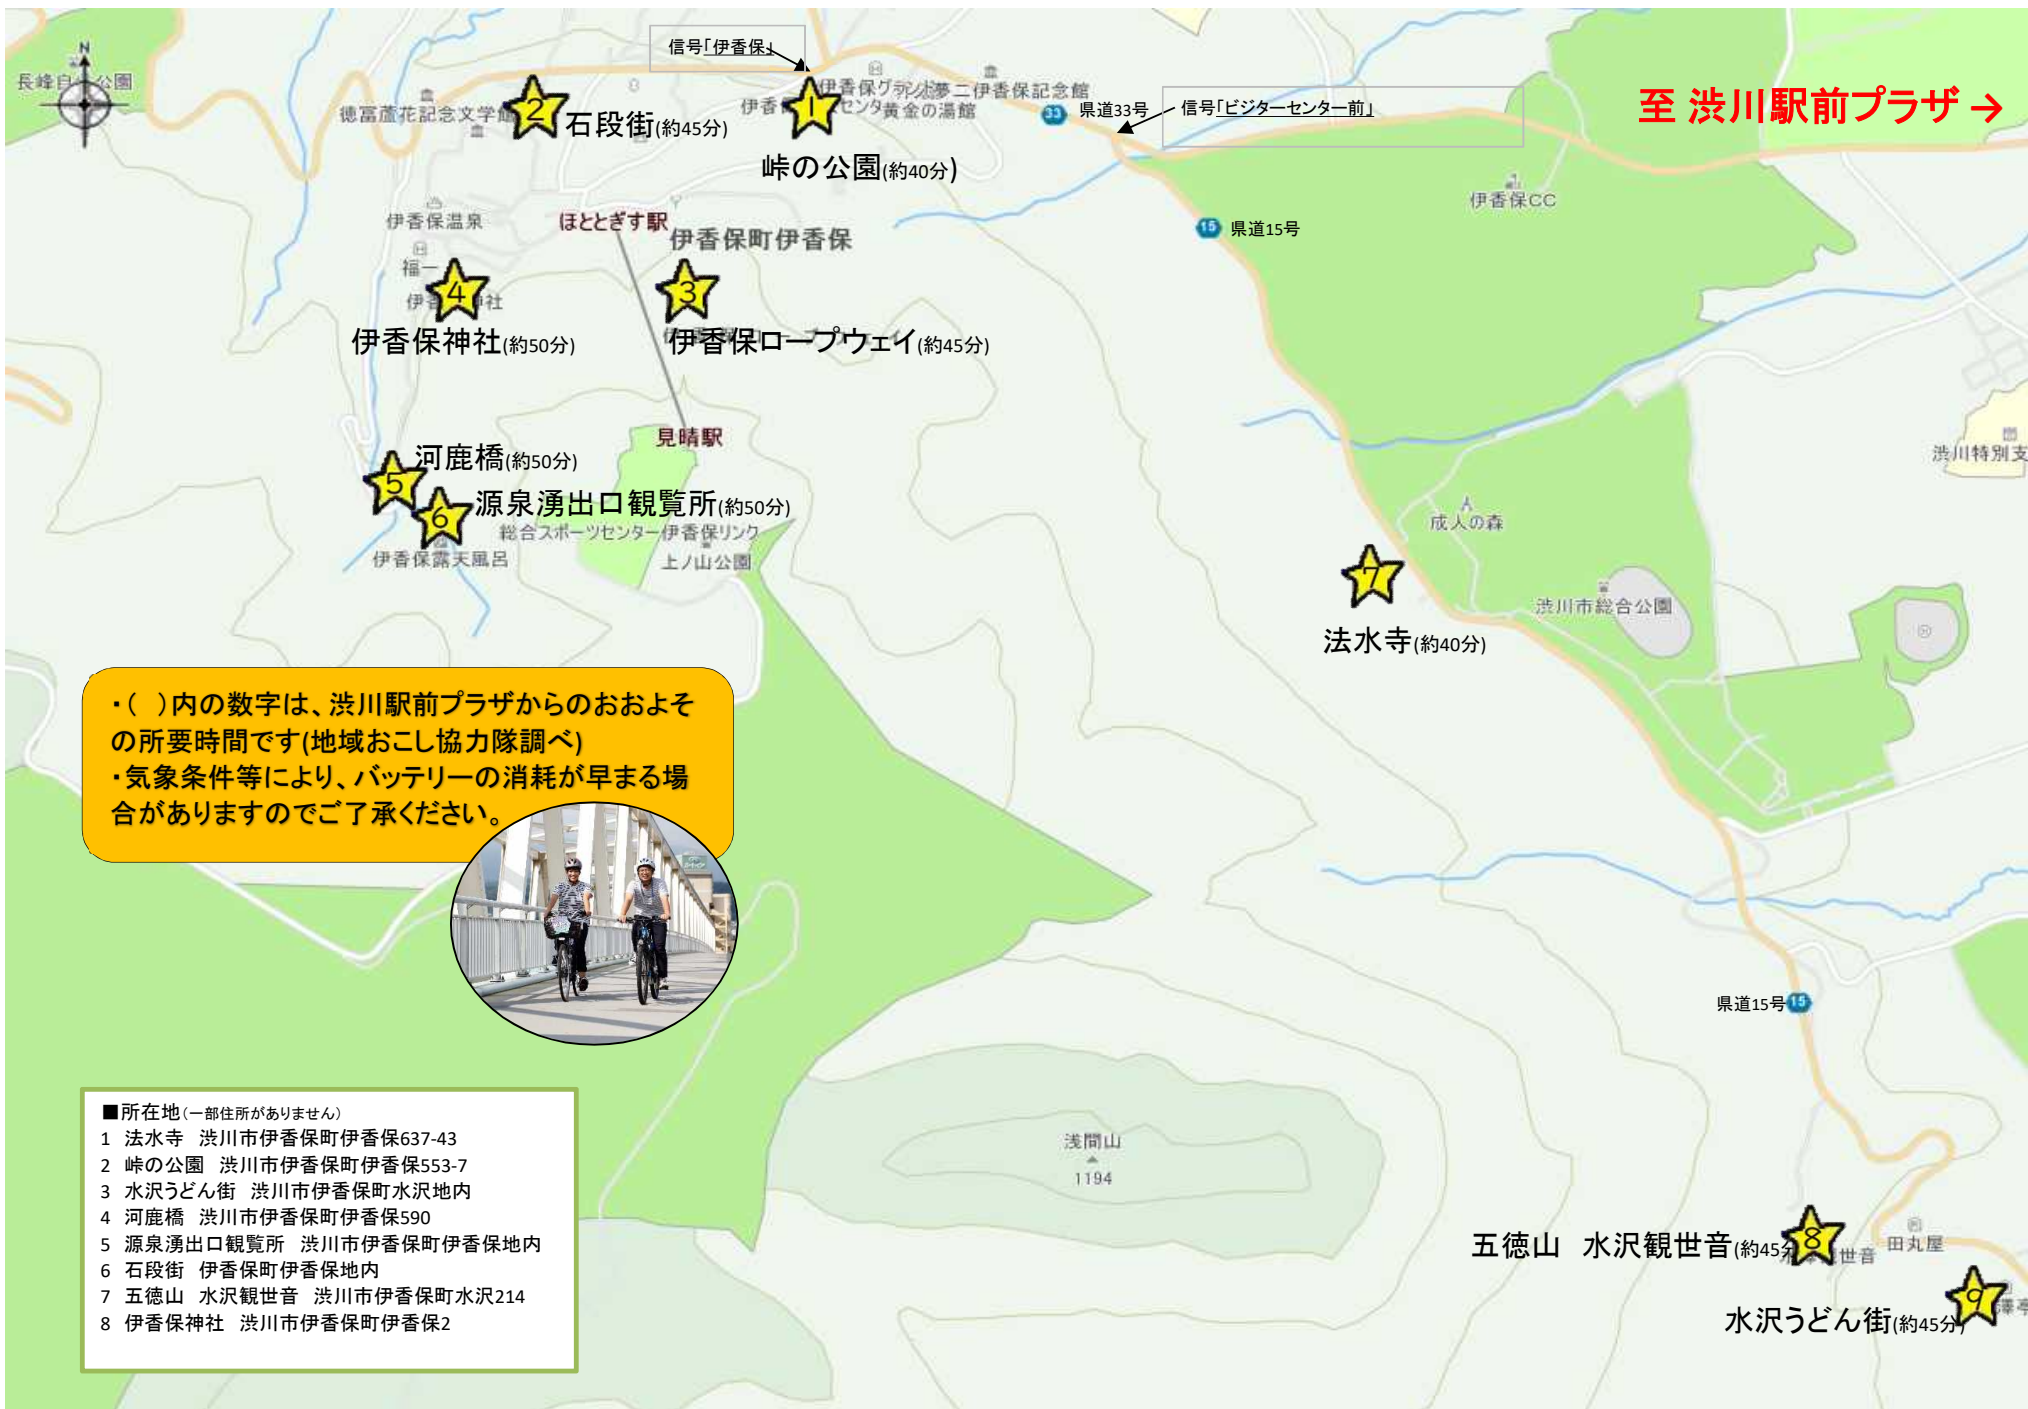 信号「伊香保」
N
長峰自
公園
徳冨蘆花記念文学館
2
石段街(約45分)
1
伊香保グランド
夢二伊香保記念館
伊香
センタ
黄金の湯館
峠の公園(約40分)
33
県道33号
信号「ビジターセンター前」
至 渋川駅前プラザ →
伊香保CC
15
県道15号
伊香保温泉
ほととぎす駅
伊香保町伊香保
福一
4
神社
伊香保神社(約50分)
3
伊香保ロープウェイ(約45分)
見晴駅
渋川特別支
5
河鹿橋(約50分)
6
源泉湧出口観覧所(約50分)
総合スポーツセンター伊香保リンク
伊香保露天風呂
上ノ山公園
成人の森
7
法水寺(約40分)
渋川市総合公園
・(　)内の数字は、渋川駅前プラザからのおおよそ
の所要時間です(地域おこし協力隊調べ)
・気象条件等により、バッテリーの消耗が早まる場
合がありますのでご了承ください。
県道15号
15
浅間山
1194
■所在地(一部住所がありません)
1　法水寺　渋川市伊香保町伊香保637-43
2　峠の公園　渋川市伊香保町伊香保553-7
3　水沢うどん街　渋川市伊香保町水沢地内
4　河鹿橋　渋川市伊香保町伊香保590
5　源泉湧出口観覧所　渋川市伊香保町伊香保地内
6　石段街　伊香保町伊香保地内
7　五徳山　水沢観世音　渋川市伊香保町水沢214
8　伊香保神社　渋川市伊香保町伊香保2
五徳山　水沢観世音(約45分
8
世音
田丸屋
9
水沢うどん街(約45分)